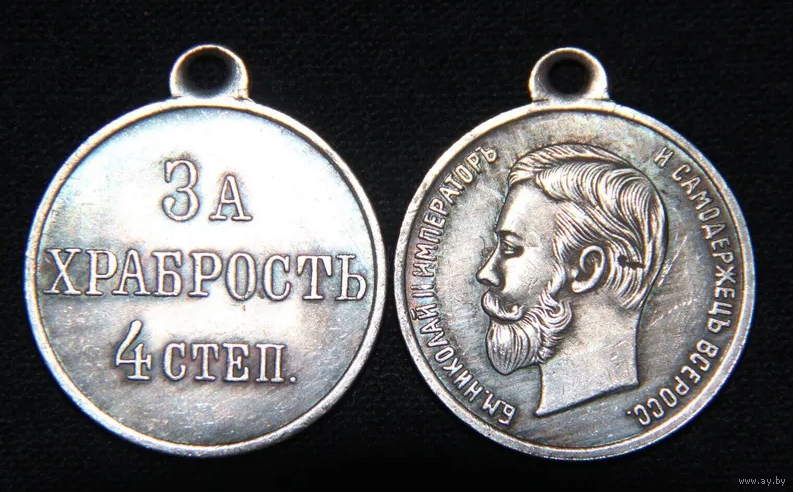 ЗА
ХРАБРОСТЬ
4 СТЕП.
Б.М. НИКОЛАЙ II ИМПЕРАТОРЪ И САМОДЕРЖЕЦЪ ВСЕРОСС.
www.ay.by